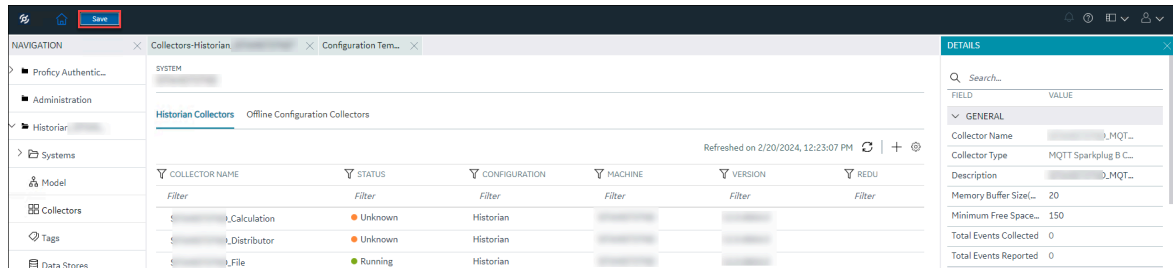 Save
NAVIGATION
Collectors-Historian
Configuration Tem...
DETAILS
Proficy Authentic...
Administration
Historian
Systems
Model
Collectors
Tags
Data Stores
SYSTEM
Historian Collectors Offline Configuration Collectors
Refreshed on 2/20/2024, 12:23:07 PM
COLLECTOR NAME STATUS CONFIGURATION MACHINE VERSION REDU
Filter Filter Filter Filter Filter Filter
_Calculation Unknown Historian
_Distributor Unknown Historian
_File Running Historian
Search...
FIELD VALUE
GENERAL
Collector Name _MQT...
Collector Type MQTT Sparkplug B C...
Description _MQT...
Memory Buffer Size(... 20
Minimum Free Space... 150
Total Events Collected 0
Total Events Reported 0